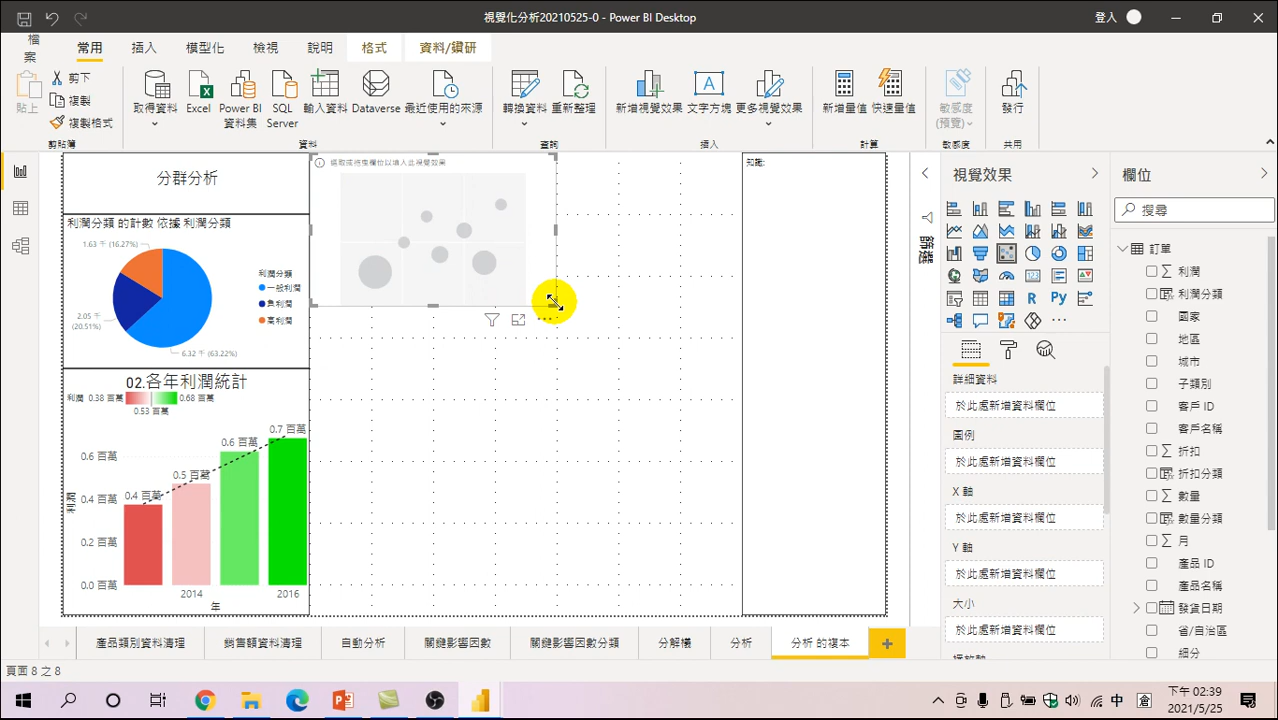 視覺化分析20210525-0 - Power BI Desktop
登入
檔案
常用
插入
模型化
檢視
說明
格式
資料/鑽研
貼上
剪下
複製
複製格式
剪貼簿
取得資料
Excel
Power BI 資料集
SQL Server
輸入資料
Dataverse
最近使用的來源
資料
轉換資料
重新整理
查詢
新增視覺效果
文字方塊
更多視覺效果
插入
新增量值
快速量值
計算
敏感度 (預覽)
敏感度
發行
共用
分群分析
利潤分類 的計數 依據 利潤分類
1.63 千 (16.27%)
2.05 千 (20.51%)
6.32 千 (63.22%)
利潤分類
一般利潤
負利潤
高利潤
02.各年利潤統計
利潤 0.38 百萬
0.68 百萬
0.53 百萬
0.6 百萬
0.4 百萬
0.2 百萬
0.0 百萬
利潤
0.4 百萬
0.5 百萬
0.6 百萬
0.7 百萬
2014
2016
年
選取或拖曳欄位以填入此視覺效果
知識:
篩選
視覺效果
詳細資料
於此處新增資料欄位
圖例
於此處新增資料欄位
X 軸
於此處新增資料欄位
Y 軸
於此處新增資料欄位
大小
於此處新增資料欄位
欄位
搜尋
訂單
利潤
利潤分類
國家
地區
城市
子類別
客戶 ID
客戶名稱
折扣
折扣分類
數量
數量分類
月
產品 ID
產品名稱
發貨日期
省/自治區
細分
產品類別資料清理
銷售額資料清理
自助分析
關鍵影響因數
關鍵影響因數分類
分解樹
分析
分析 的複本
頁面 8 之 8
中
倉
下午 02:39
2021/5/25